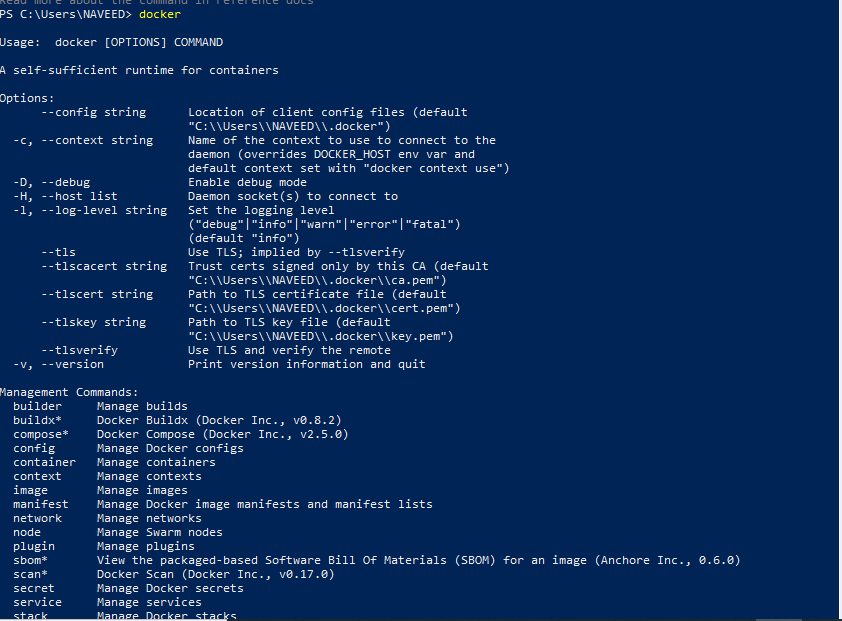 Read more about the command in reference docs
PS C:\Users\NAVEED> docker
Usage:  docker [OPTIONS] COMMAND
A self-sufficient runtime for containers
Options:
      --config string      Location of client config files (default
                           "C:\\Users\\NAVEED\\.docker")
  -c, --context string     Name of the context to use to connect to the
                           daemon (overrides DOCKER_HOST env var and
                           default context set with "docker context use")
  -D, --debug              Enable debug mode
  -H, --host list          Daemon socket(s) to connect to
  -l, --log-level string   Set the logging level
                           ("debug"|"info"|"warn"|"error"|"fatal")
                           (default "info")
      --tls                Use TLS; implied by --tlsverify
      --tlscacert string   Trust certs signed only by this CA (default
                           "C:\\Users\\NAVEED\\.docker\\ca.pem")
      --tlscert string     Path to TLS certificate file (default
                           "C:\\Users\\NAVEED\\.docker\\cert.pem")
      --tlskey string      Path to TLS key file (default
                           "C:\\Users\\NAVEED\\.docker\\key.pem")
      --tlsverify          Use TLS and verify the remote
  -v, --version            Print version information and quit
Management Commands:
  builder     Manage builds
  buildx*     Docker Buildx (Docker Inc., v0.8.2)
  compose*    Docker Compose (Docker Inc., v2.5.0)
  config      Manage Docker configs
  container   Manage containers
  context     Manage contexts
  image       Manage images
  manifest    Manage Docker image manifests and manifest lists
  network     Manage networks
  node        Manage Swarm nodes
  plugin      Manage plugins
  sbom*       View the packaged-based Software Bill Of Materials (SBOM) for an image (Anchore Inc., 0.6.0)
  scan*       Docker Scan (Docker Inc., v0.17.0)
  secret      Manage Docker secrets
  service     Manage services
  stack       Manage Docker stacks